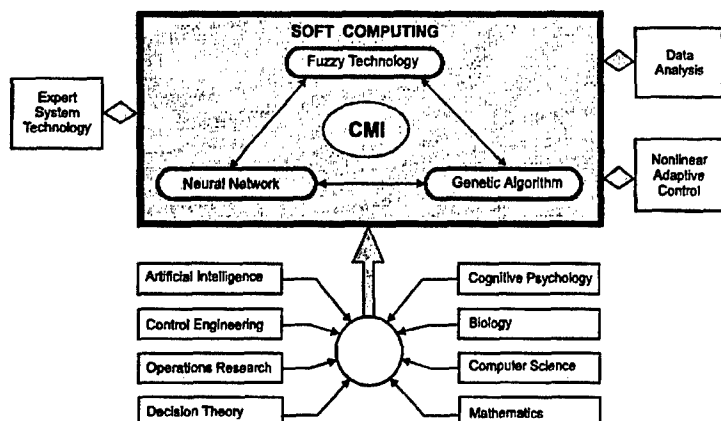 SOFT COMPUTING
Fuzzy Technology
Data
Analysis
Expert
System
Technology
CMI
Neural Network
Genetic Algorithm
Nonlinear
Adaptive
Control
Artificial Intelligence
Cognitive Psychology
Control Engineering
Biology
Operations Research
Computer Science
Decision Theory
Mathematics